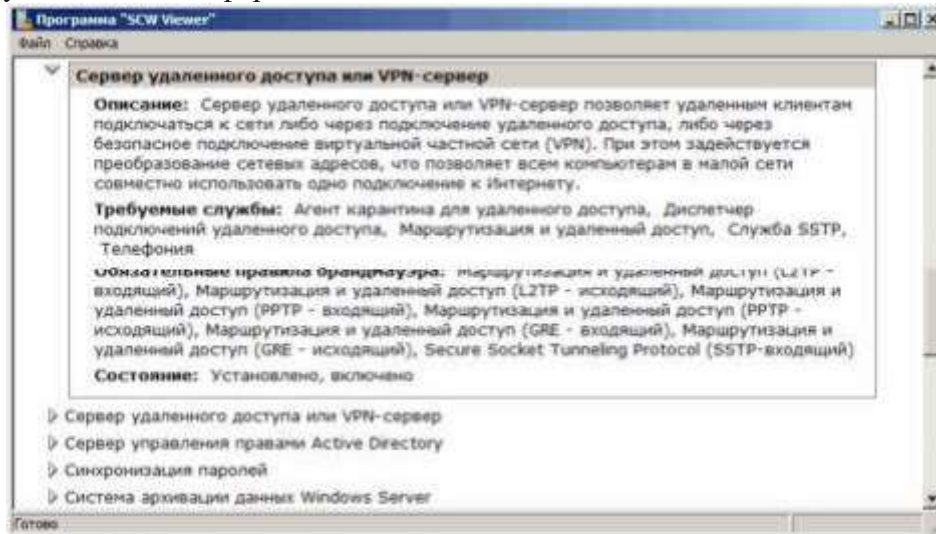 Программа "SCW Viewer"
Файл Справка
Сервер удаленного доступа или VPN-сервер
Описание: Сервер удаленного доступа или VPN-сервер позволяет удаленным клиентам
подключаться к сети либо через подключение удаленного доступа, либо через
безопасное подключение виртуальной частной сети (VPN). При этом задействуется
преобразование сетевых адресов, что позволяет всем компьютерам в малой сети
совместно использовать одно подключение к Интернету.
Требуемые службы: Агент карантина для удаленного доступа, Диспетчер
подключений удаленного доступа, Маршрутизация и удаленный доступ, Служба SSTP,
Телефония
Обязательные правила брандмауэра: Маршрутизация и удаленный доступ (L2TP -
входящий), Маршрутизация и удаленный доступ (L2TP - исходящий), Маршрутизация и
удаленный доступ (PPTP - входящий), Маршрутизация и удаленный доступ (PPTP -
исходящий), Маршрутизация и удаленный доступ (GRE - входящий), Маршрутизация и
удаленный доступ (GRE - исходящий), Secure Socket Tunneling Protocol (SSTP-входящий)
Состояние: Установлено, включено
Сервер удаленного доступа или VPN-сервер
Сервер управления правами Active Directory
Синхронизация паролей
Система архивации данных Windows Server
Готово